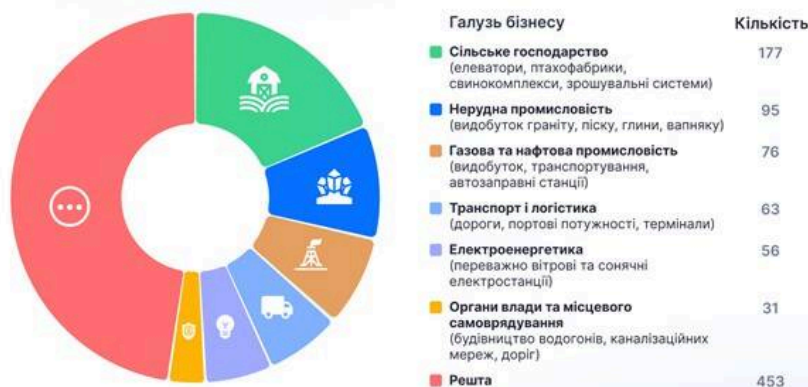 Галузь бізнесу Кількість
Сільське господарство 177
(елеватори, птахофабрики,
свинокомплекси, зрошувальні системи)
Нерудна промисловість 95
(видобуток граніту, піску, глини, вапняку)
Газова та нафтова промисловість 76
(видобуток, транспортування,
автозаправні станції)
Транспорт і логістика 63
(дороги, портові потужності, термінали)
Електроенергетика 56
(переважно вітрові та сонячні
електростанції)
Органи влади та місцевого 31
самоврядування
(будівництво водогонів, каналізаційних
мереж, доріг)
Решта 453